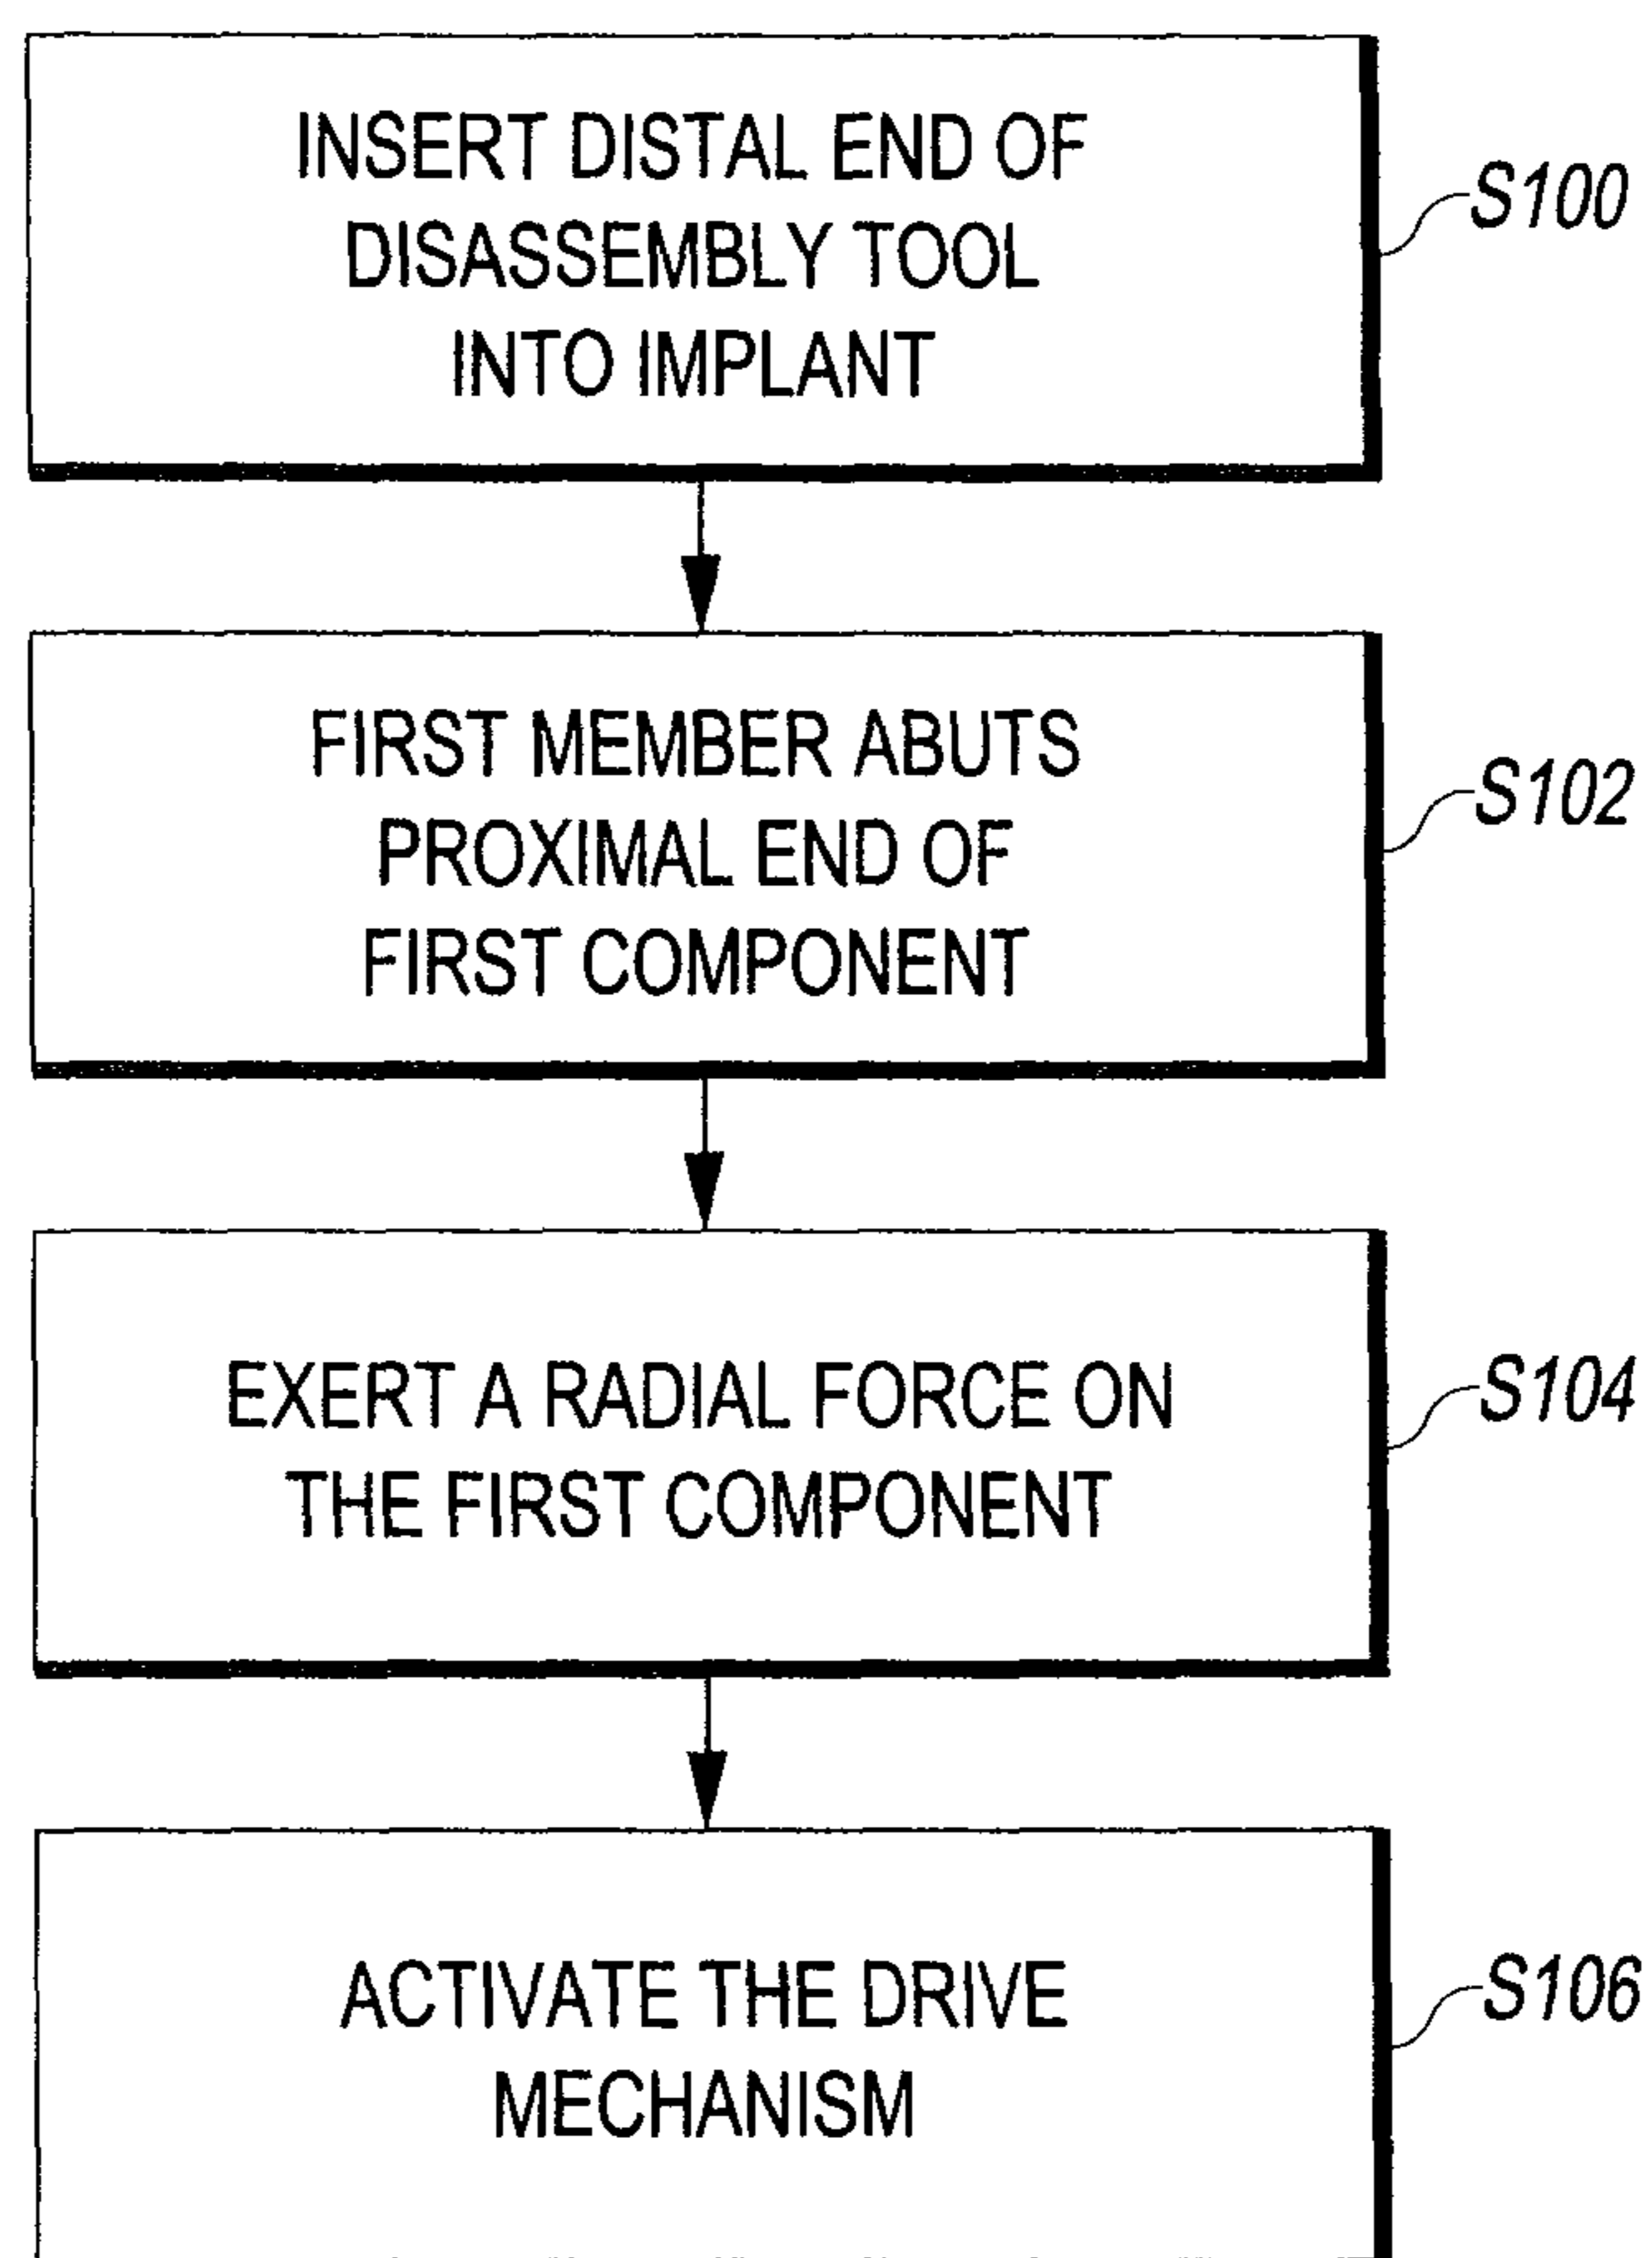 INSERT DISTAL END OF
DISASSEMBLY TOOL
INTO IMPLANT
S100
FIRST MEMBER ABUTS
PROXIMAL END OF
FIRST COMPONENT
S102
EXERT A RADIAL FORCE ON
THE FIRST COMPONENT
S104
ACTIVATE THE DRIVE
MECHANISM
S106